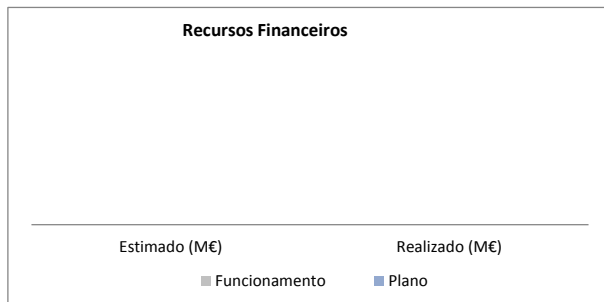 Recursos Financeiros
Estimado (M€) Realizado (M€)
Funcionamento Plano